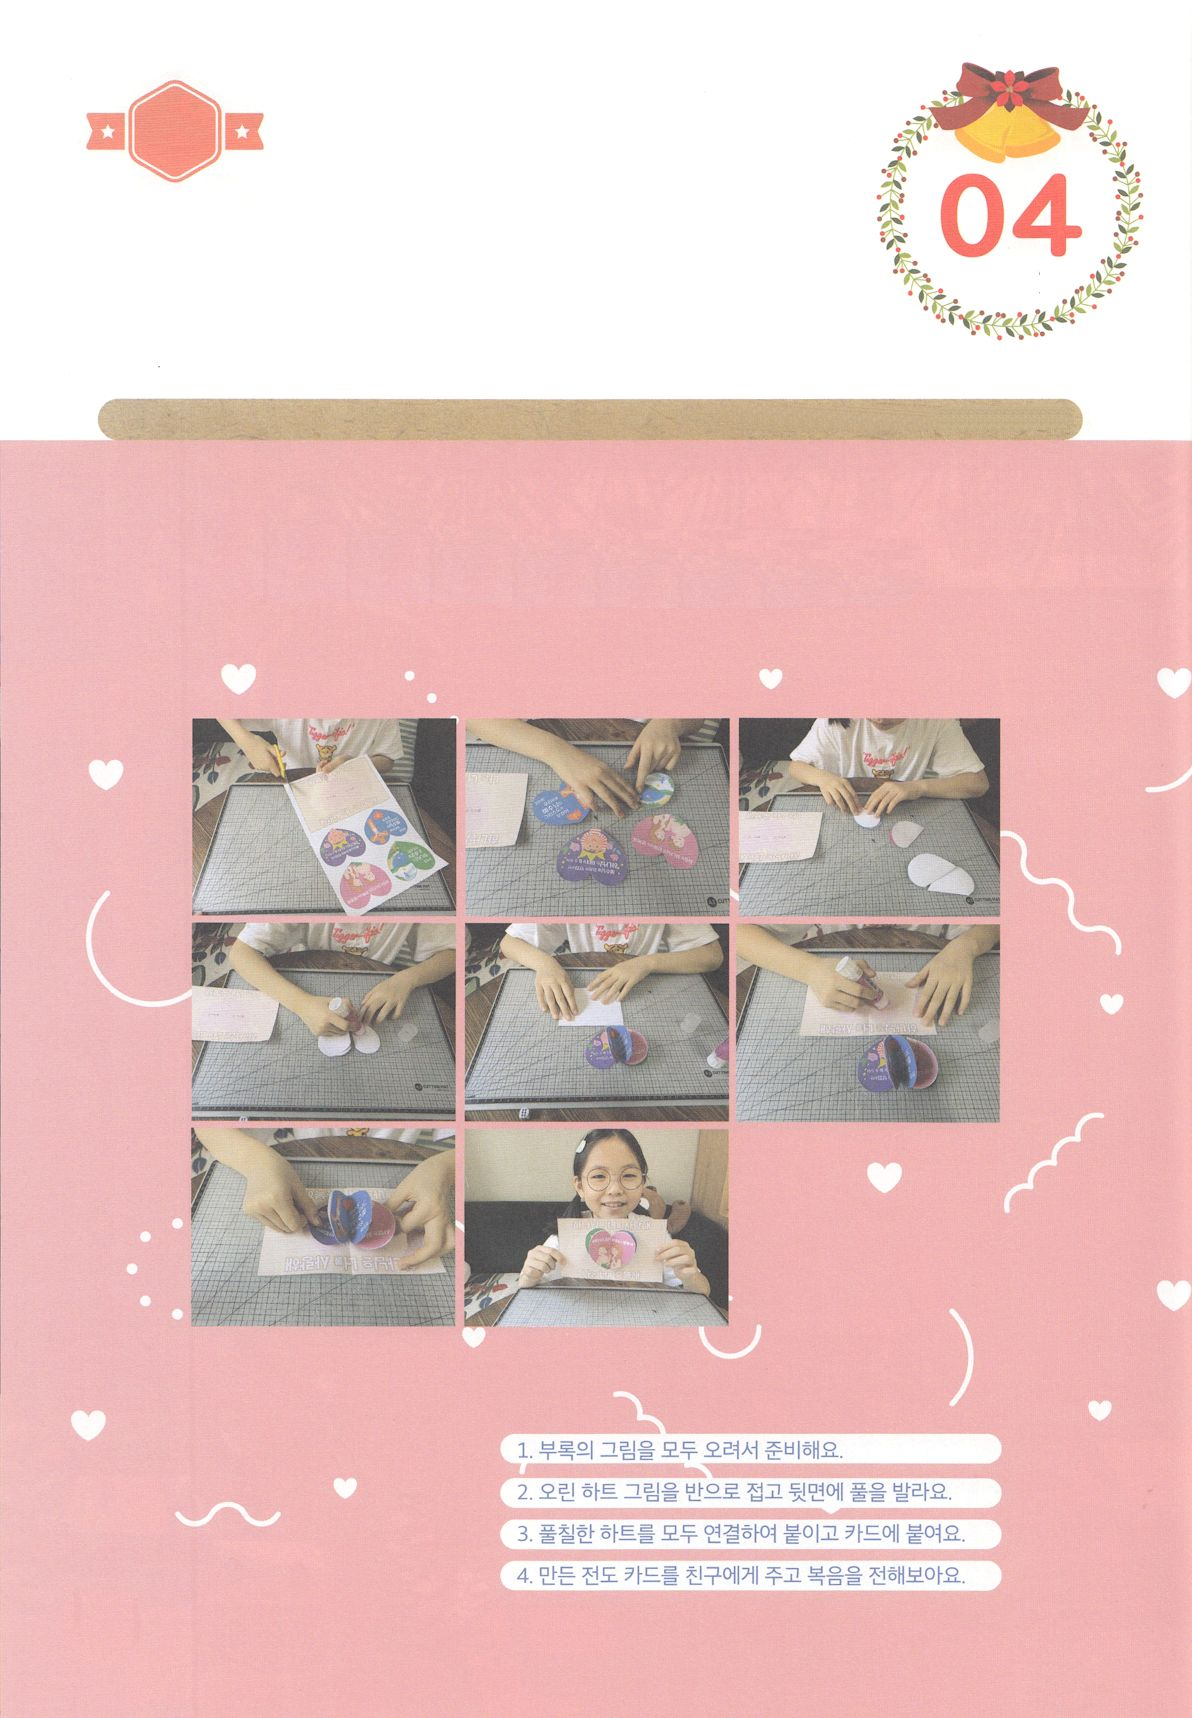 04
1. 부록의 그림을 모두 오려서 준비해요.
2. 오린 하트 그림을 반으로 접고 뒷면에 풀을 발라요.
3. 풀칠한 하트를 모두 연결하여 붙이고 카드에 붙여요.
4. 만든 전도 카드를 친구에게 주고 복음을 전해보아요.